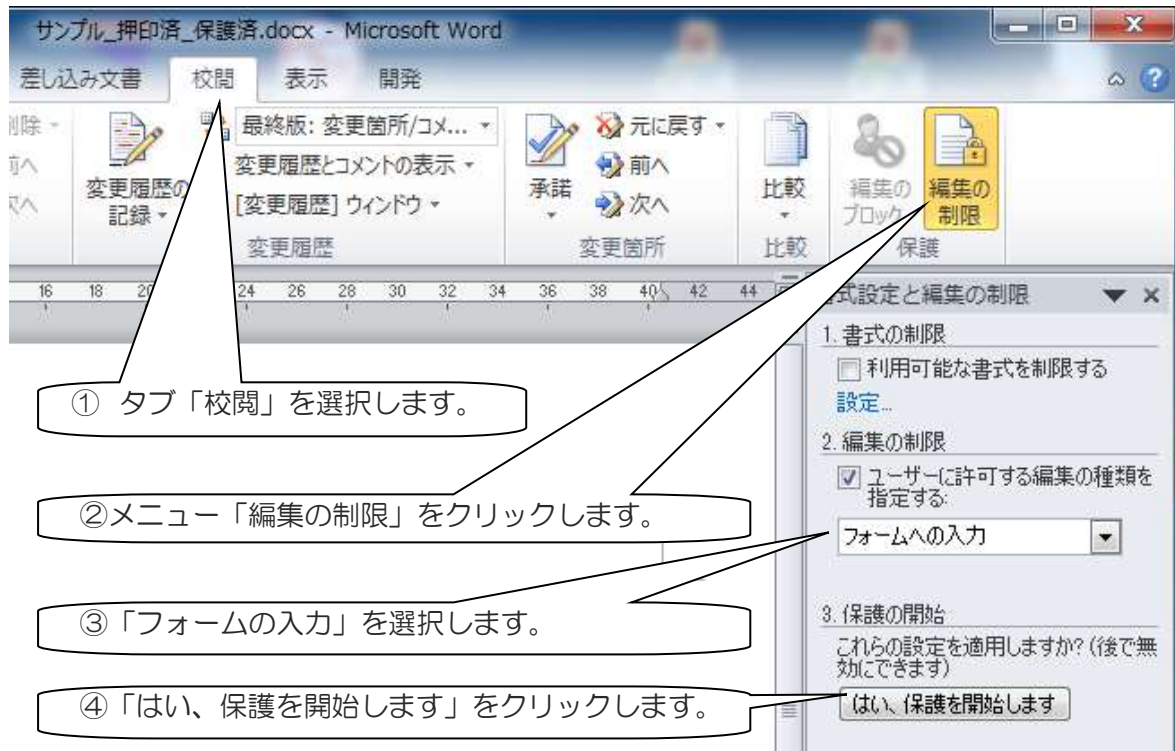 サンプル_押印済_保護済.docx - Microsoft Word
差し込み文書 校閲 表示 開発
削除
前へ
次へ
変更履歴の
記録
最終版: 変更箇所/コメ...
変更履歴とコメントの表示
[変更履歴] ウィンドウ
変更履歴
承諾
元に戻す
前へ
次へ
変更箇所
比較
比較
編集の
ブロック
編集の
制限
保護
16 18 20 24 26 28 30 32 34 36 38 40 42 44
書式設定と編集の制限
1. 書式の制限
利用可能な書式を制限する
設定...
2. 編集の制限
ユーザーに許可する編集の種類を
指定する:
フォームへの入力
3. 保護の開始
これらの設定を適用しますか? (後で無
効にできます)
はい、保護を開始します
① タブ「校閲」を選択します。
②メニュー「編集の制限」をクリックします。
③「フォームの入力」を選択します。
④「はい、保護を開始します」をクリックします。